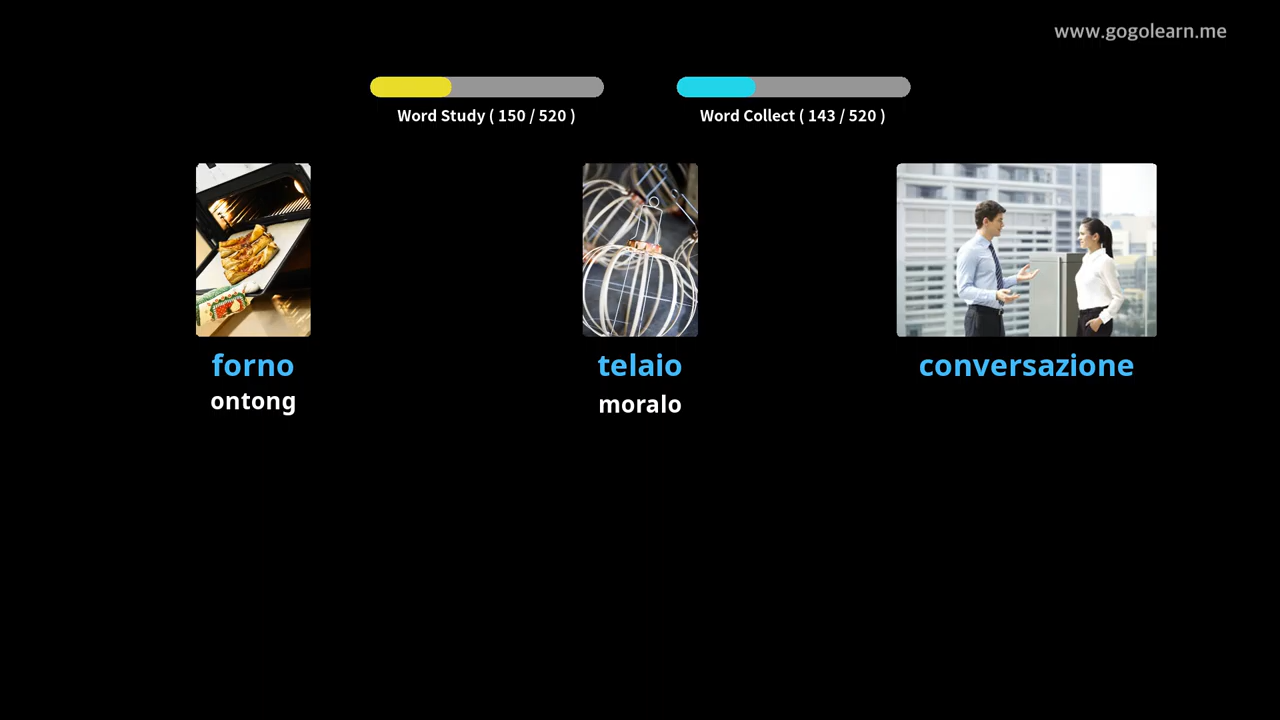 www.gogolearn.me
Word Study ( 150 / 520 )
Word Collect ( 143 / 520 )
forno
ontong
telaio
moralo
conversazione